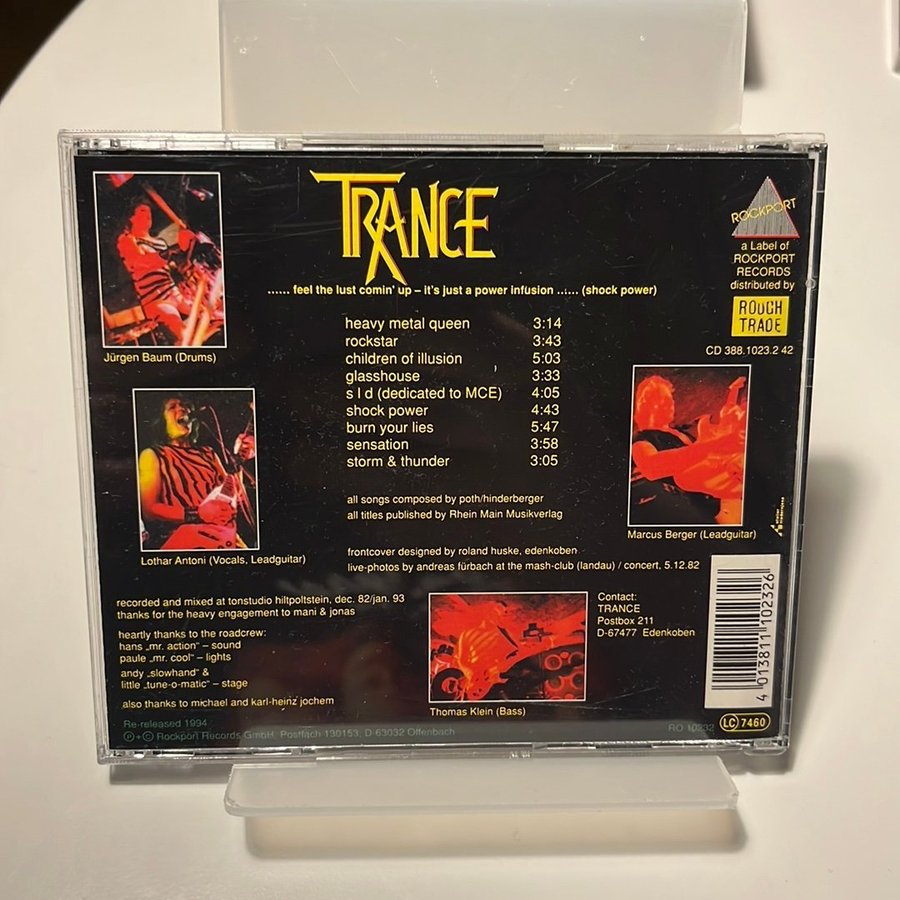 TRANCE
...... feel the lust comin' up – it's just a power infusion ...... (shock power)
ROCKPORT
a Label of
ROCKPORT
RECORDS
distributed by
ROUGH
TRADE
CD 388.1023.2 42
Jürgen Baum (Drums)
heavy metal queen 3:14
rockstar 3:43
children of illusion 5:03
glasshouse 3:33
s l d (dedicated to MCE) 4:05
shock power 4:43
burn your lies 5:47
sensation 3:58
storm & thunder 3:05
all songs composed by poth/hinderberger
all titles published by Rhein Main Musikverlag
Marcus Berger (Leadguitar)
Lothar Antoni (Vocals, Leadguitar)
frontcover designed by roland huske, edenkoben
live-photos by andreas fürbach at the mash-club (landau) / concert, 5.12.82
recorded and mixed at tonstudio hiltpoltstein, dec. 82/jan. 93
thanks for the heavy engagement to mani & jonas
heartly thanks to the roadcrew:
hans „mr. action" – sound
paule „mr. cool" – lights
andy „slowhand" &
little „tune-o-matic" – stage
also thanks to michael and karl-heinz jochem
Contact:
TRANCE
Postbox 211
D-67477 Edenkoben
Thomas Klein (Bass)
4 013811 102326
Re-released 1994
℗+© Rockport Records GmbH, Postfach 130153, D-63032 Offenbach
RO 10232
LC 7460